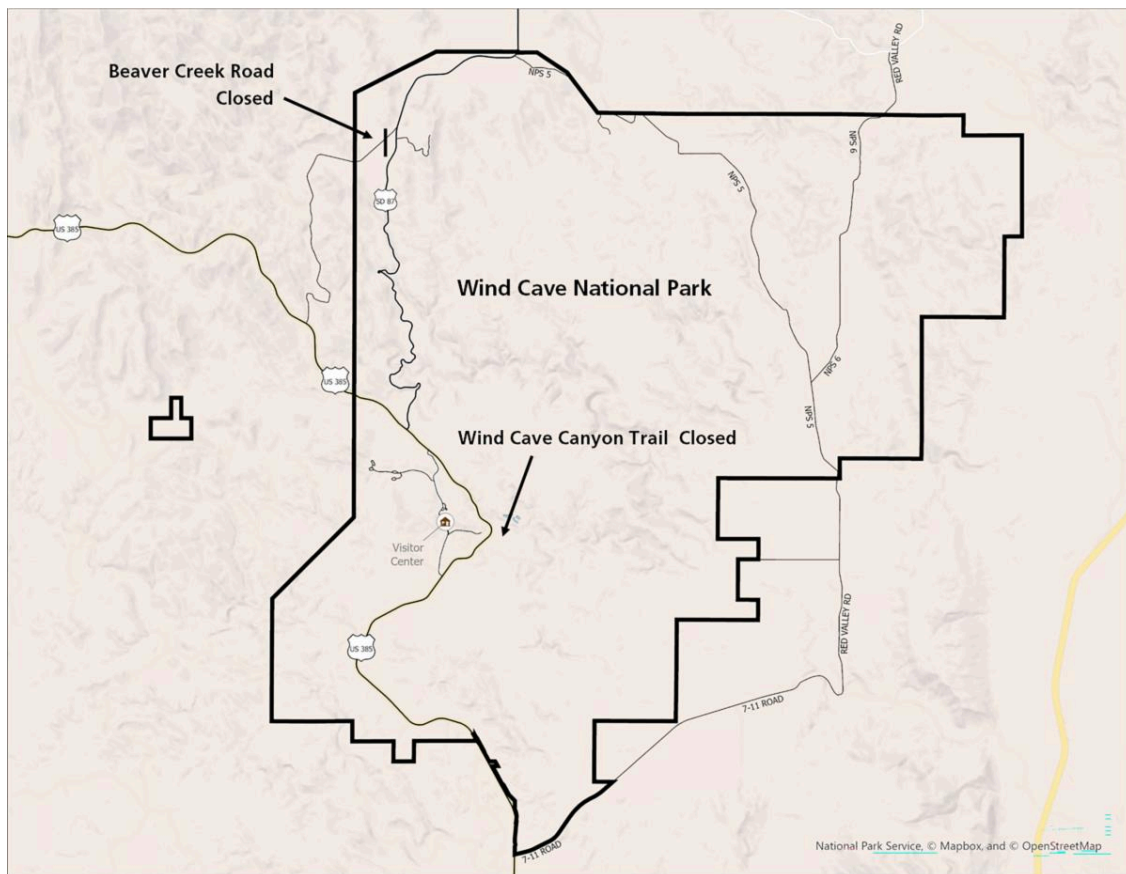 Beaver Creek Road
Closed
NPS 5
RED VALLEY RD
NPS 6
NPS 5
SD 87
US 385
Wind Cave National Park
US 385
NPS 6
NPS 5
Wind Cave Canyon Trail Closed
Visitor
Center
US 385
RED VALLEY RD
7-11 ROAD
7-11 ROAD
National Park Service, © Mapbox, and © OpenStreetMap